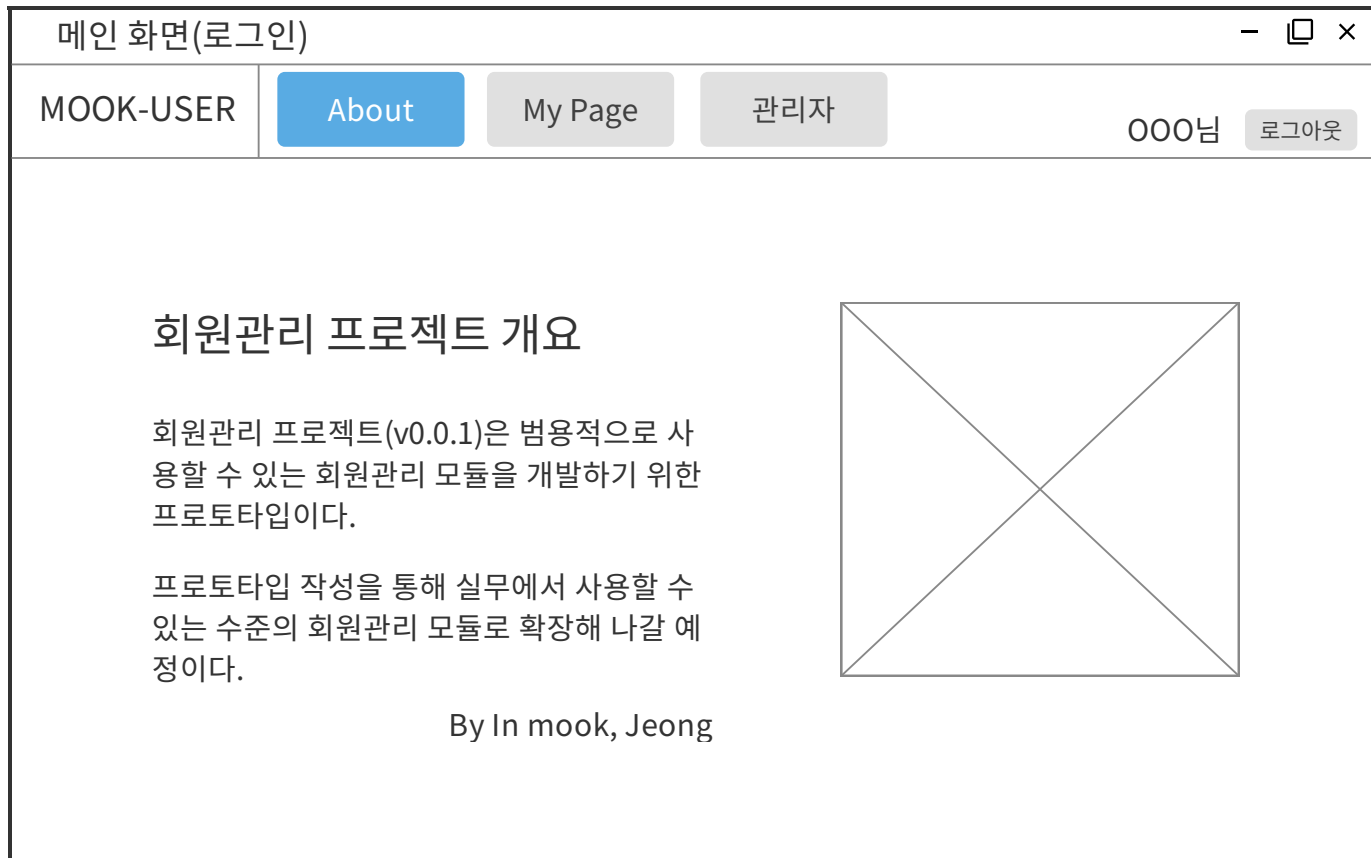 메인 화면(로그인)
MOOK-USER
About
My Page
관리자
OOO님
로그아웃
회원관리 프로젝트 개요
회원관리 프로젝트(v0.0.1)은 범용적으로 사
용할 수 있는 회원관리 모듈을 개발하기 위한
프로토타입이다.
프로토타입 작성을 통해 실무에서 사용할 수
있는 수준의 회원관리 모듈로 확장해 나갈 예
정이다.
By In mook, Jeong